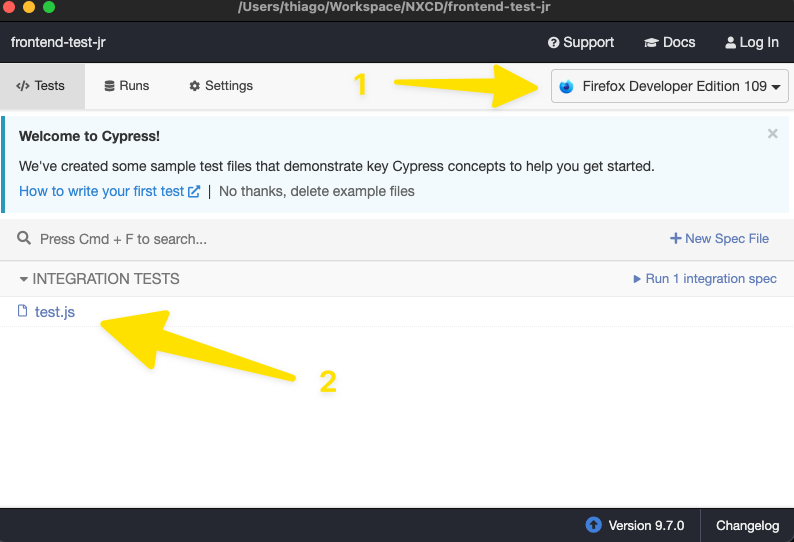 /Users/thiago/Workspace/NXCD/frontend-test-jr
frontend-test-jr Support Docs Log In
</> Tests Runs Settings 1 Firefox Developer Edition 109
Welcome to Cypress!
We've created some sample test files that demonstrate key Cypress concepts to help you get started.
How to write your first test | No thanks, delete example files
Press Cmd + F to search... + New Spec File
INTEGRATION TESTS Run 1 integration spec
test.js
2
Version 9.7.0 Changelog